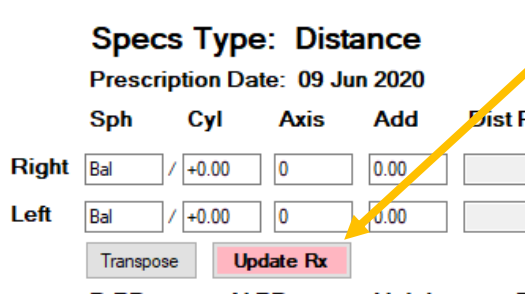 Specs Type: Distance
Prescription Date: 09 Jun 2020
Sph Cyl Axis Add Dist
Right Bal / +0.00 0 0.00
Left Bal / +0.00 0 0.00
Transpose Update Rx